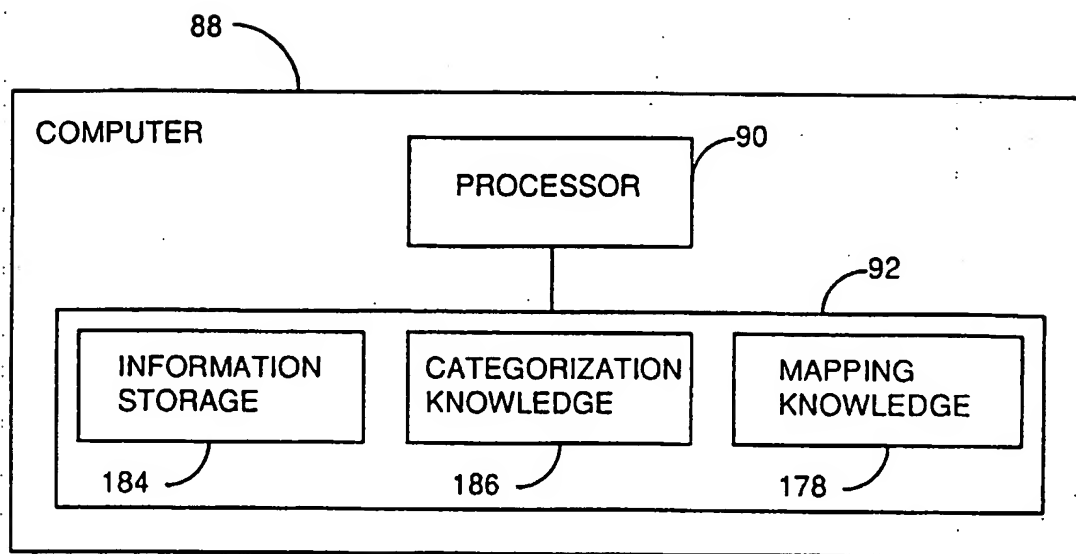 88
COMPUTER
90
PROCESSOR
92
INFORMATION
STORAGE
CATEGORIZATION
KNOWLEDGE
MAPPING
KNOWLEDGE
184
186
178